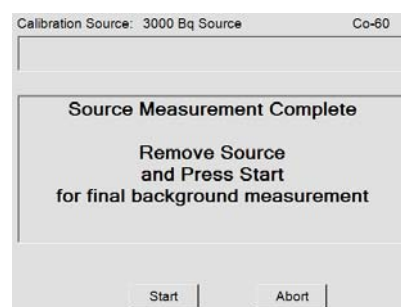 Calibration Source: 3000 Bq Source Co-60
Source Measurement Complete
Remove Source
and Press Start
for final background measurement
Start Abort